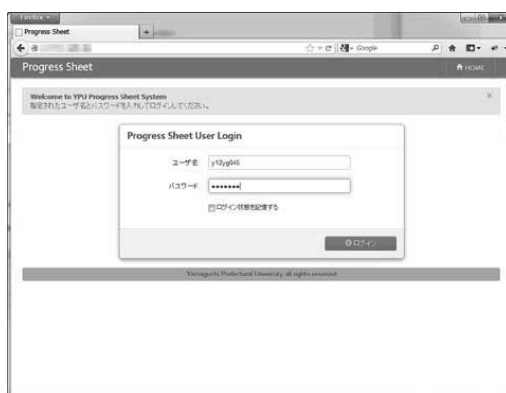 Firefox
Progress Sheet
Google
Progress Sheet
HOME
Welcome to YPU Progress Sheet System
指定されたユーザ名とパスワードを入力してログインしてください。
Progress Sheet User Login
ユーザ名 y12yg045
パスワード
ログイン状態を記憶する
ログイン
Yamaguchi Prefectural University, all rights reserved